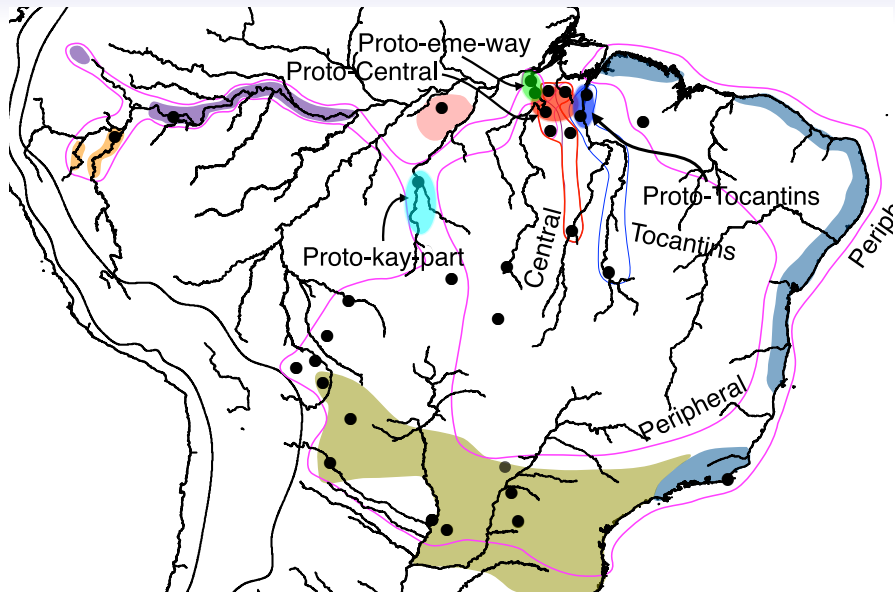 Proto-eme-way
Proto-Central
Proto-Tocantins
Periph
Central
Tocantins
Proto-kay-part
Peripheral